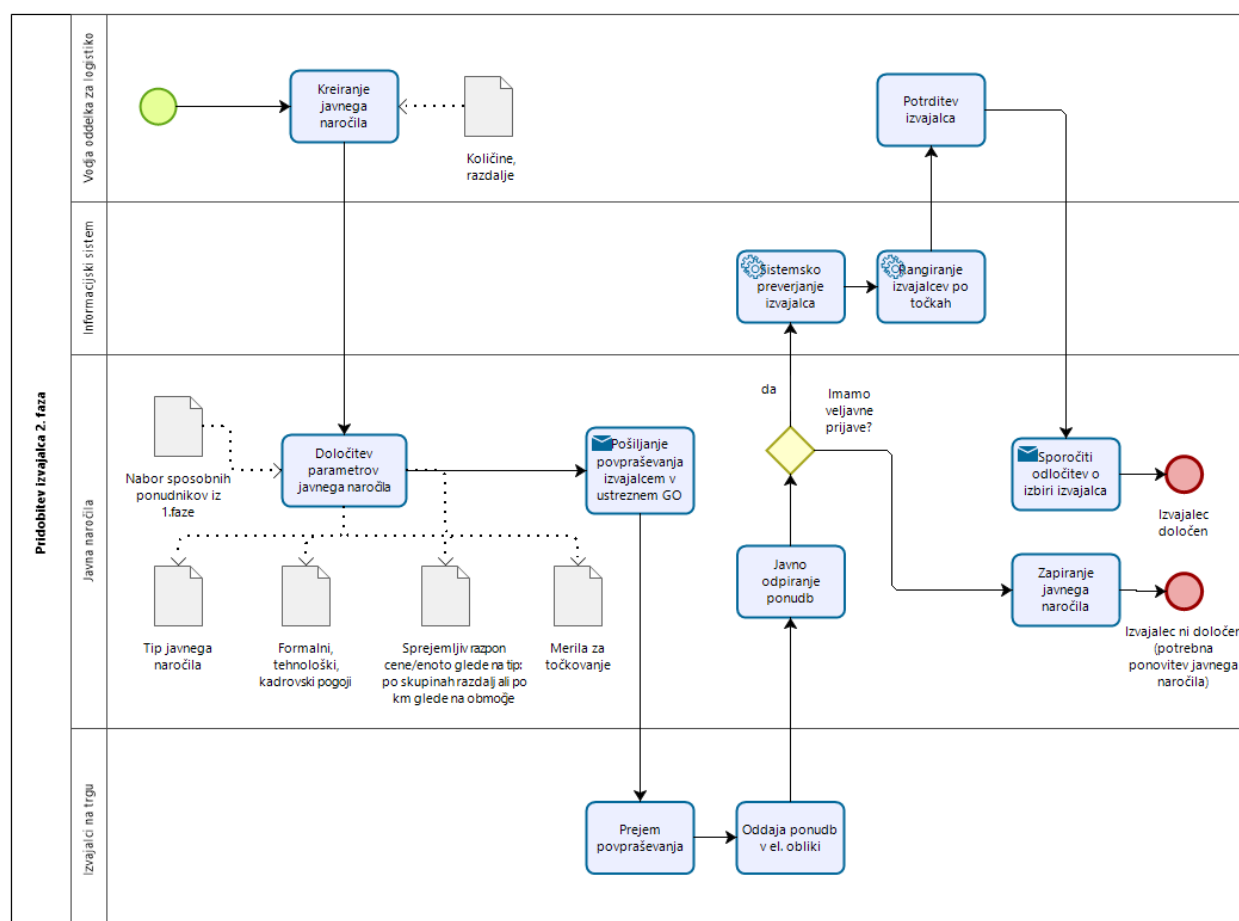 Pridobitev izvajalca 2. faza
Vodja oddelka za logistiko
Kreiranje
javnega
naročila
Količine,
razdalje
Potrditev
izvajalca
Informacijski sistem
Sistemsko
preverjanje
izvajalca
Rangiranje
izvajalcev po
točkah
Javna naročila
Nabor sposobnih
ponudnikov iz
1.faze
Določitev
parametrov
javnega naročila
Pošiljanje
povpraševanja
izvajalcem v
ustreznem GO
da
Imamo
veljavne
prijave?
Sporočiti
odločitev o
izbiri izvajalca
Izvajalec
določen
Tip javnega
naročila
Formalni,
tehnološki,
kadrovski pogoji
Sprejemljiv razpon
cene/enoto glede na tip:
po skupinah razdalj ali po
km glede na območje
Merila za
točkovanje
Javno
odpiranje
ponudb
Zapiranje
javnega
naročila
Izvajalec ni določen
(potrebna
ponovitev javnega
naročila)
Izvajalci na trgu
Prejem
povpraševanja
Oddaja ponudb
v el. obliki